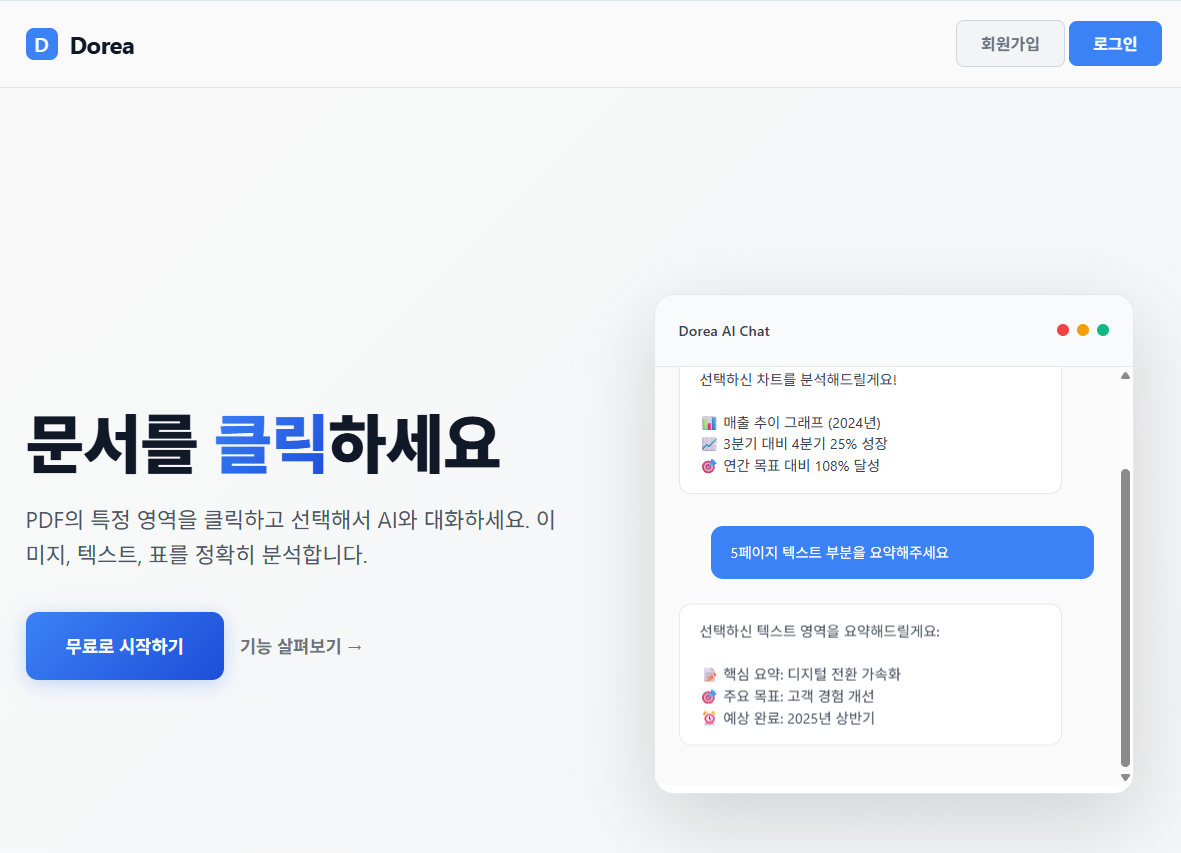 D Dorea
회원가입
로그인
문서를 클릭하세요
PDF의 특정 영역을 클릭하고 선택해서 AI와 대화하세요. 이
미지, 텍스트, 표를 정확히 분석합니다.
무료로 시작하기
기능 살펴보기 →
Dorea AI Chat
선택하신 차트를 분석해드릴게요!
📊 매출 추이 그래프 (2024년)
📈 3분기 대비 4분기 25% 성장
🎯 연간 목표 대비 108% 달성
5페이지 텍스트 부분을 요약해주세요
선택하신 텍스트 영역을 요약해드릴게요:
📝 핵심 요약: 디지털 전환 가속화
🎯 주요 목표: 고객 경험 개선
⏰ 예상 완료: 2025년 상반기